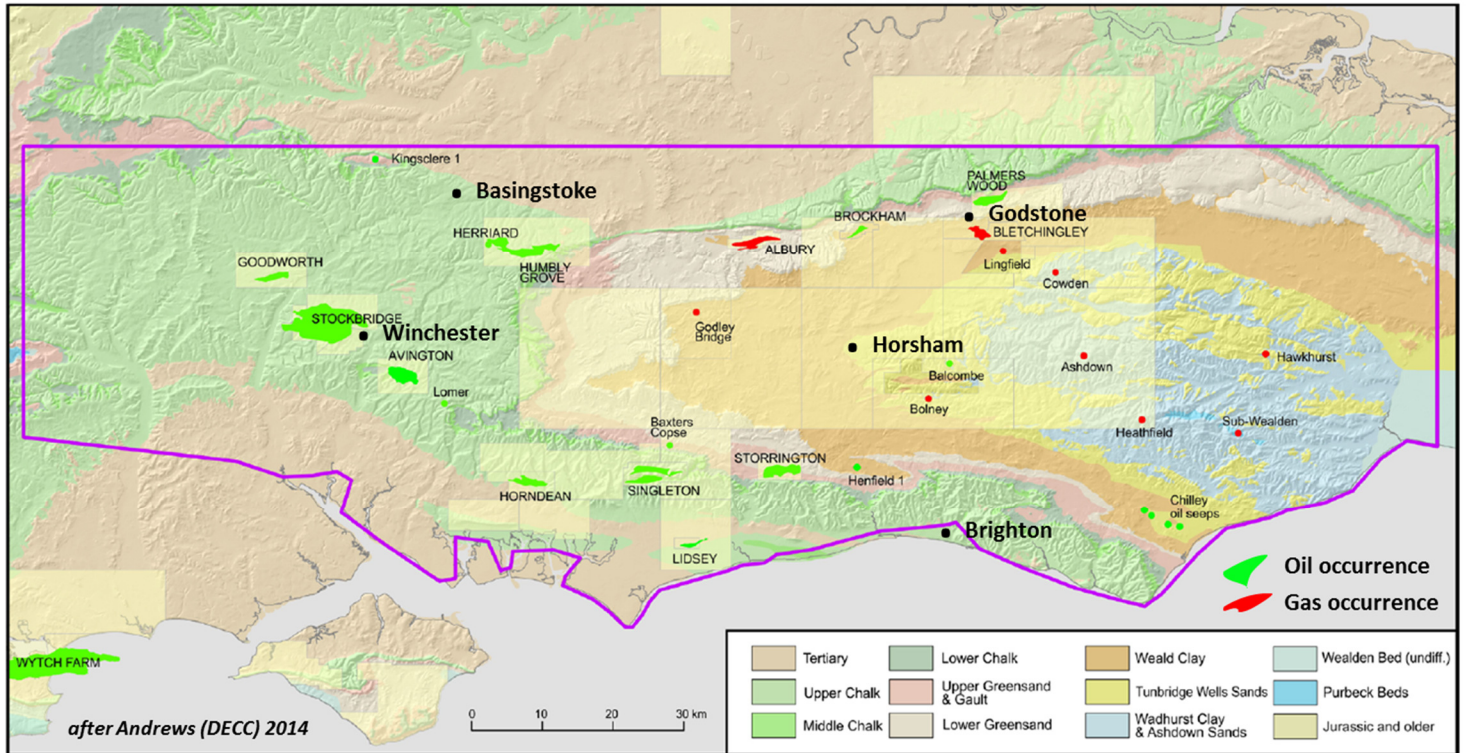 Kingsclere 1
Basingstoke
PALMERS
WOOD
Godstone
BROCKHAM
BLETCHINGLEY
HERRIARD
HUMBLY
GROVE
ALBURY
Lingfield
GOODWORTH
Cowden
STOCKBRIDGE
Winchester
Godley
Bridge
Horsham
AVINGTON
Balcombe
Ashdown
Hawkhurst
Lomer
Bolney
Baxters
Copse
Heathfield
Sub-Wealden
STORRINGTON
HORNDEAN
SINGLETON
Henfield 1
Chilley
oil seeps
Brighton
LIDSEY
Oil occurrence
Gas occurrence
WYTCH FARM
after Andrews (DECC) 2014
0 10 20 30 km
Tertiary
Upper Chalk
Middle Chalk
Lower Chalk
Upper Greensand
& Gault
Lower Greensand
Weald Clay
Tunbridge Wells Sands
Wadhurst Clay
& Ashdown Sands
Wealden Bed (undiff.)
Purbeck Beds
Jurassic and older